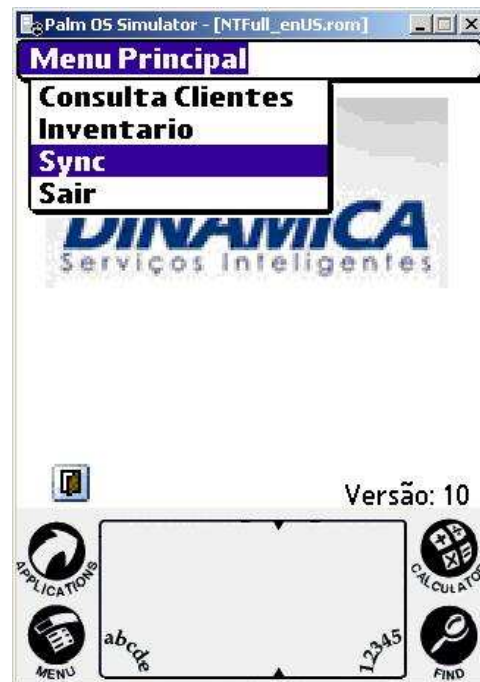 Palm OS Simulator - [NTFull_enUS.rom]
Menu Principal
Consulta Clientes
Inventario
Sync
Sair
DINAMICA
Serviços Inteligentes
Versão: 10
APPLICATIONS
CALCULATOR
MENU
abcde
12345
FIND